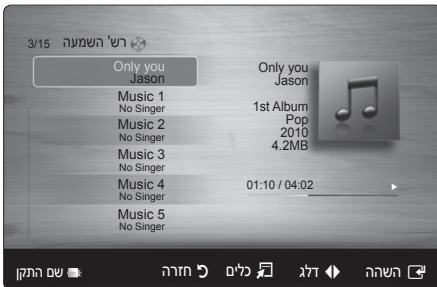 רש' השמעה 3/15
Only you
Jason
Music 1
No Singer
Music 2
No Singer
Music 3
No Singer
Music 4
No Singer
Music 5
No Singer
Only you
Jason
1st Album
Pop
2010
4.2MB
01:10 / 04:02
השהה דלג כלים חזרה שם התקן